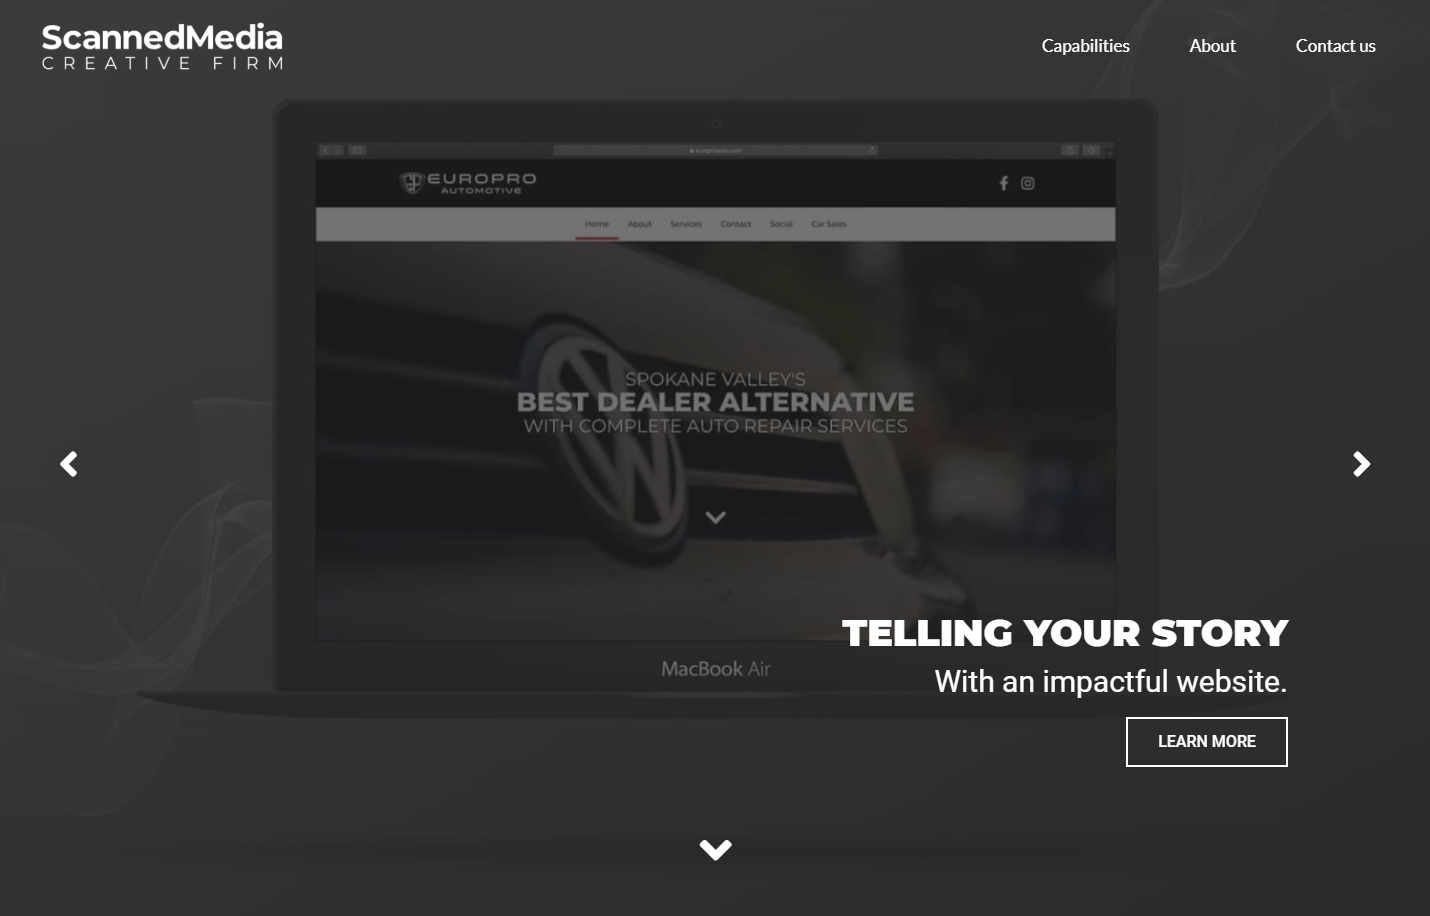 ScannedMedia
CREATIVE FIRM
Capabilities About Contact us
EUROPRO
AUTOMOTIVE
Home About Services Contact Social Car Sales
SPOKANE VALLEY'S
BEST DEALER ALTERNATIVE
WITH COMPLETE AUTO REPAIR SERVICES
TELLING YOUR STORY
MacBook Air
With an impactful website.
LEARN MORE